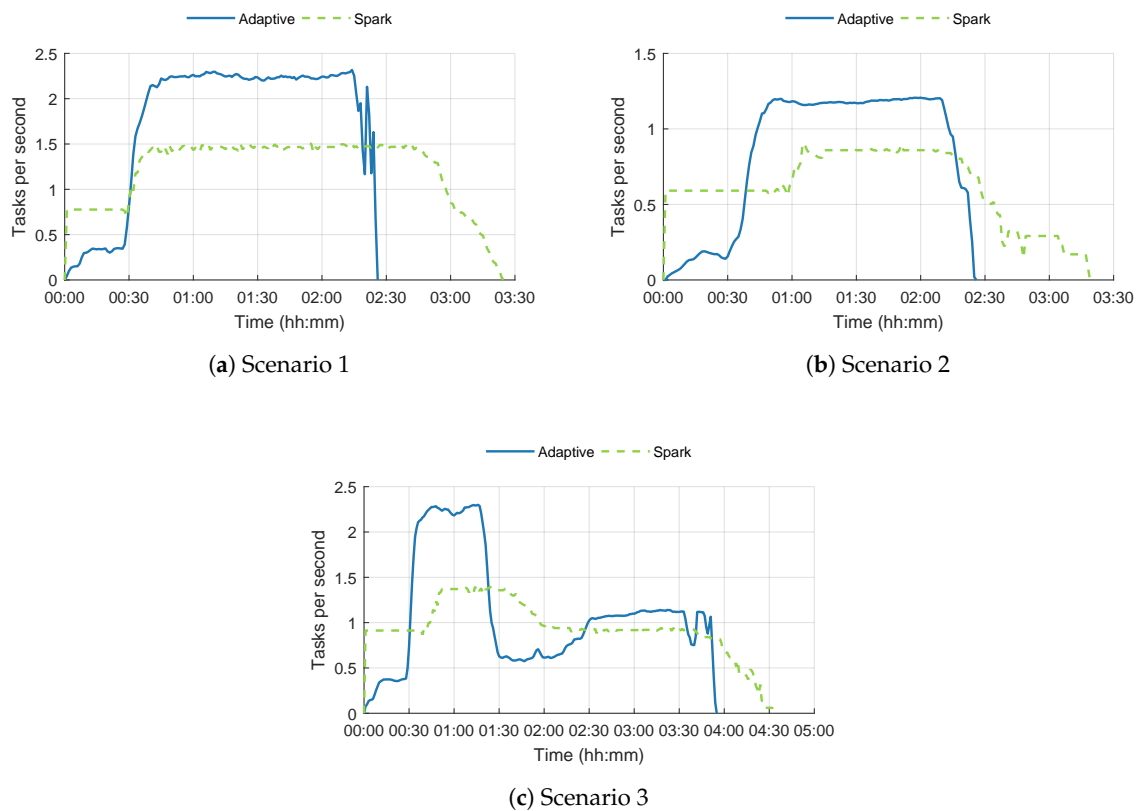 Adaptive Spark
2.5
2
1.5
1
0.5
0
Tasks per second
00:00 00:30 01:00 01:30 02:00 02:30 03:00 03:30
Time (hh:mm)
(a) Scenario 1
Adaptive Spark
1.5
1
0.5
0
Tasks per second
00:00 00:30 01:00 01:30 02:00 02:30 03:00 03:30
Time (hh:mm)
(b) Scenario 2
Adaptive Spark
2.5
2
1.5
1
0.5
0
Tasks per second
00:00 00:30 01:00 01:30 02:00 02:30 03:00 03:30 04:00 04:30 05:00
Time (hh:mm)
(c) Scenario 3